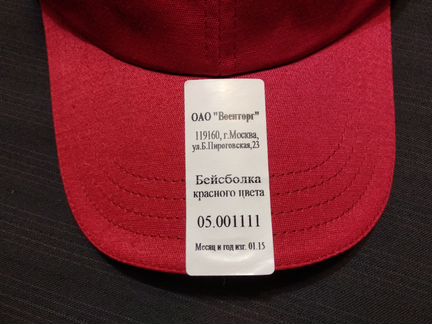 ОАО "Военторг"
119160, г.Москва,
ул.Б.Пироговская,23
Бейсболка
красного цвета
05.001111
Месяц и год изг. 01.15